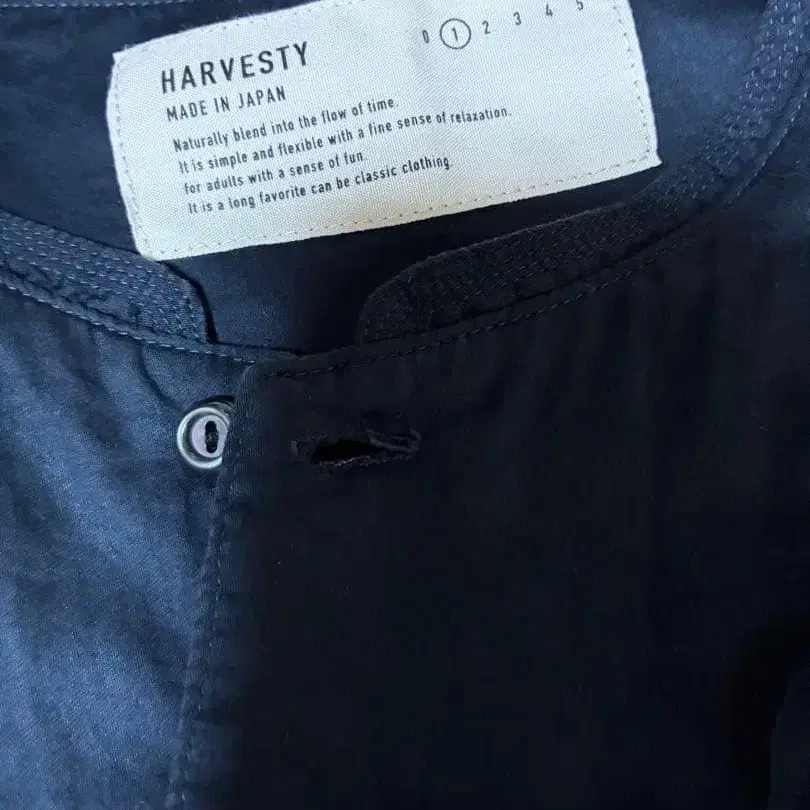 HARVESTY
0 1 2 3 4 5
MADE IN JAPAN
Naturally blend into the flow of time.
It is simple and flexible with a fine sense of relaxation.
for adults with a sense of fun.
It is a long favorite can be classic clothing.